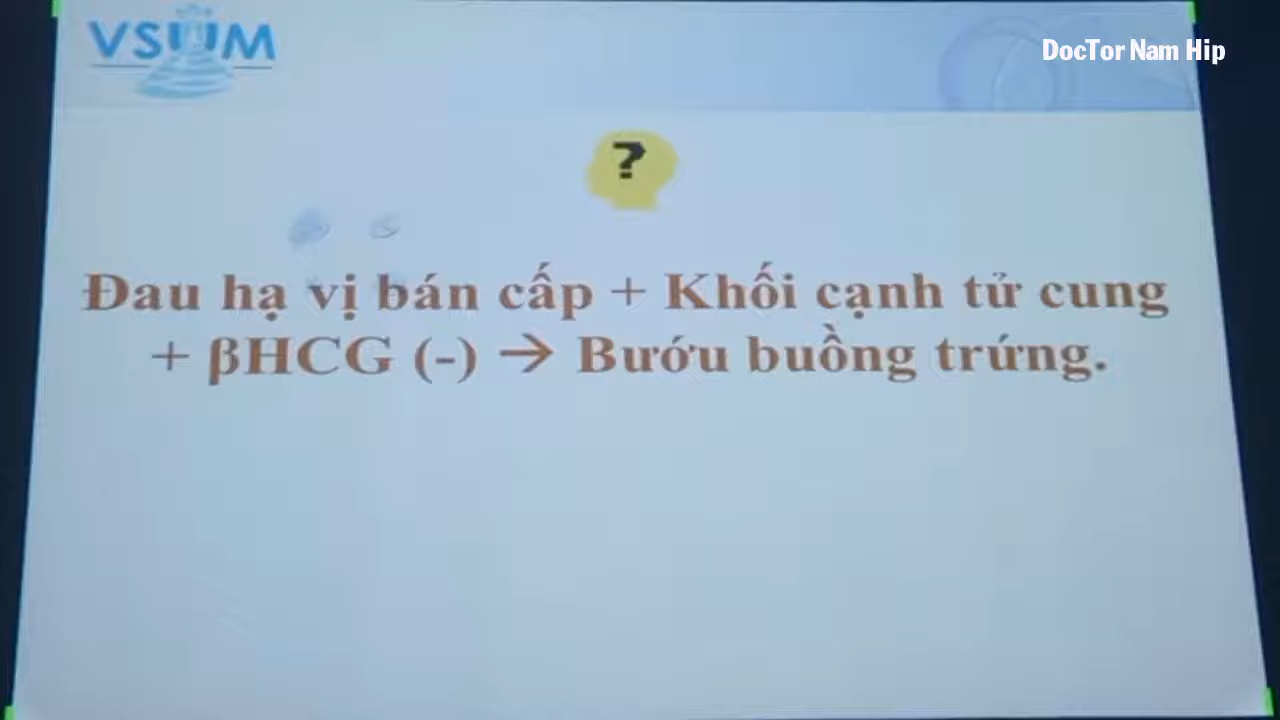 VSUM
DocTor Nam Hip
?
Đau hạ vị bán cấp + Khối cạnh tử cung
+ βHCG (-) → Bướu buồng trứng.